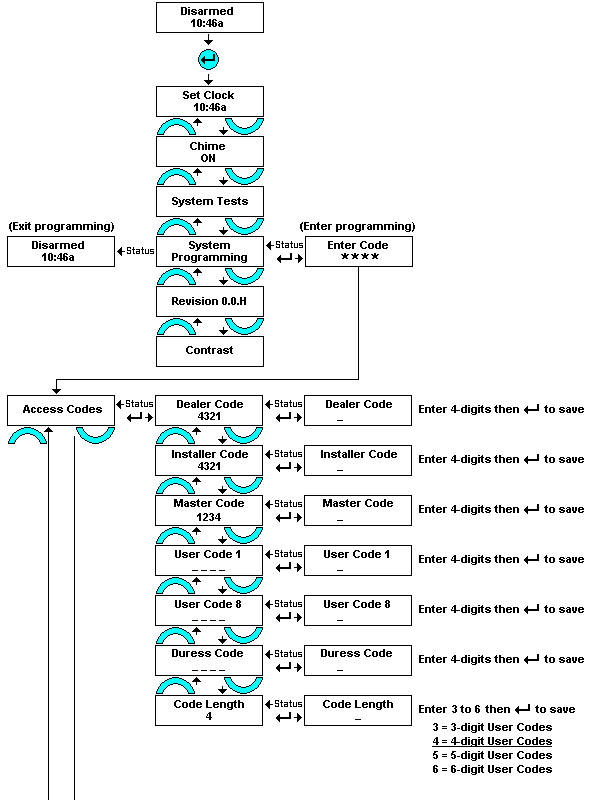 Disarmed
10:46a
Set Clock
10:46a
Chime
ON
System Tests
(Exit programming)
(Enter programming)
Disarmed
10:46a
Status
System
Programming
Status
Enter Code
****
Revision 0.0.H
Contrast
Access Codes
Status
Dealer Code
4321
Status
Dealer Code
_
Enter 4-digits then ↵ to save
Installer Code
4321
Status
Installer Code
_
Enter 4-digits then ↵ to save
Master Code
1234
Status
Master Code
_
Enter 4-digits then ↵ to save
User Code 1
_ _ _ _
Status
User Code 1
_
Enter 4-digits then ↵ to save
User Code 8
_ _ _ _
Status
User Code 8
_
Enter 4-digits then ↵ to save
Duress Code
_ _ _ _
Status
Duress Code
_
Enter 4-digits then ↵ to save
Code Length
4
Status
Code Length
_
Enter 3 to 6 then ↵ to save
3 = 3-digit User Codes
4 = 4-digit User Codes
5 = 5-digit User Codes
6 = 6-digit User Codes